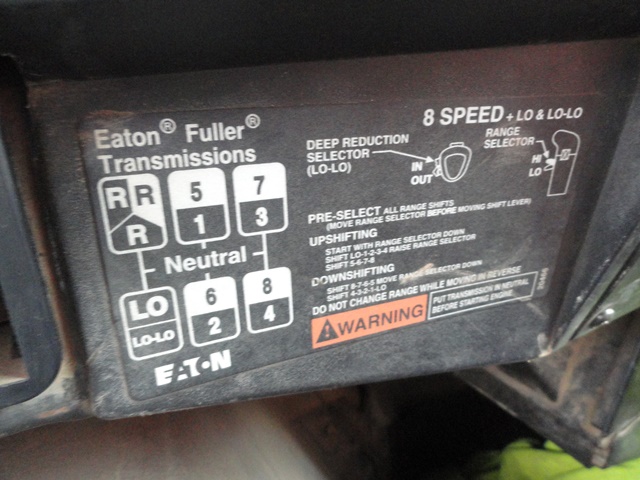 8 SPEED + LO & LO-LO
Eaton® Fuller®
Transmissions
DEEP REDUCTION
SELECTOR
(LO-LO)
IN
OUT
RANGE
SELECTOR
HI
LO
R R 5 7
R 1 3
Neutral
LO 6 8
LO-LO 2 4
EATON
PRE-SELECT ALL RANGE SHIFTS
(MOVE RANGE SELECTOR BEFORE MOVING SHIFT LEVER)
UPSHIFTING
START WITH RANGE SELECTOR DOWN
SHIFT LO-1-2-3-4 RAISE RANGE SELECTOR
SHIFT 5-6-7-8
DOWNSHIFTING
SHIFT 8-7-6-5 MOVE RANGE SELECTOR DOWN
SHIFT 4-3-2-1-LO
DO NOT CHANGE RANGE WHILE MOVING IN REVERSE
WARNING
PUT TRANSMISSION IN NEUTRAL
BEFORE STARTING ENGINE.